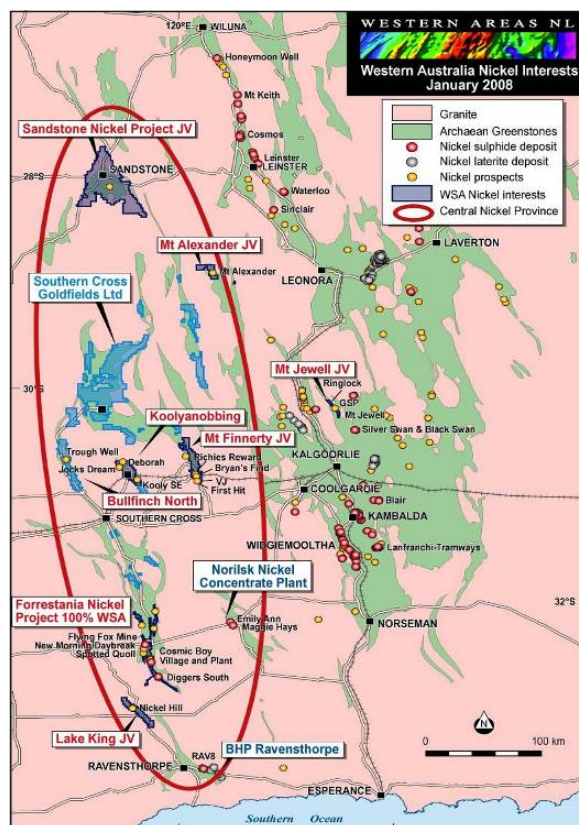 WESTERN AREAS NL
Western Australia Nickel Interests
January 2008
Granite
Archaean Greenstones
Nickel sulphide deposit
Nickel laterite deposit
Nickel prospects
WSA Nickel interests
Central Nickel Province
120°E
WILUNA
Honeymoon Well
Mt Keith
Cosmos
Sandstone Nickel Project JV
Leinster
LEINSTER
SANDSTONE
28°S
Waterloo
Sinclair
LAVERTON
Mt Alexander JV
Mt Alexander
LEONORA
Southern Cross
Goldfields Ltd
Mt Jewell JV
30°S
Ringlock
GSP
Mt Jewell
Koolyanobbing
Silver Swan & Black Swan
Mt Finnerty JV
Trough Well
Deborah
Richies Reward
KALGOORLIE
Jocks Dream
Bryan's Find
Kooly SE
VJ
First Hit
COOLGARDIE
Bullfinch North
Blair
SOUTHERN CROSS
KAMBALDA
WIDGIEMOOLTHA
Lanfranchi-Tramways
Norilsk Nickel
Concentrate Plant
32°S
Forrestania Nickel
Project 100% WSA
Emily Ann
Maggie Hays
NORSEMAN
Flying Fox Mine
New Morning/Daybreak
Spotted Quoll
Cosmic Boy
Village and Plant
Diggers South
Nickel Hill
Lake King JV
N
RAV8
BHP Ravensthorpe
0
100 km
RAVENSTHORPE
ESPERANCE
Southern Ocean